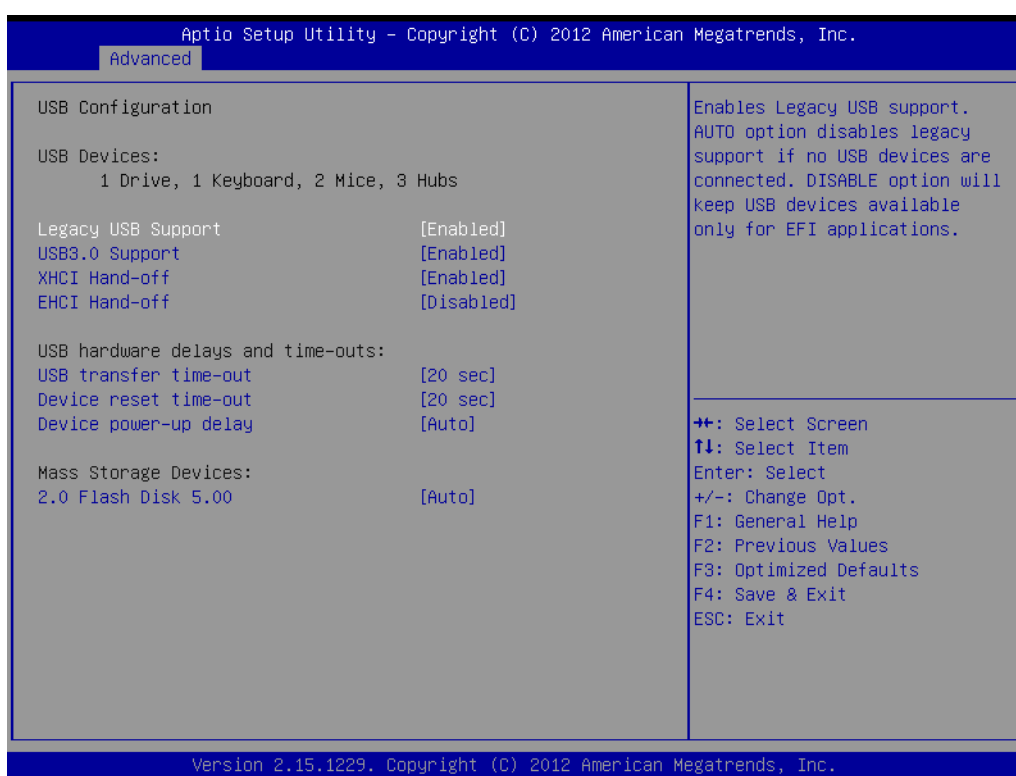 Aptio Setup Utility – Copyright (C) 2012 American Megatrends, Inc.
Advanced
USB Configuration
USB Devices:
1 Drive, 1 Keyboard, 2 Mice, 3 Hubs
Legacy USB Support [Enabled]
USB3.0 Support [Enabled]
XHCI Hand-off [Enabled]
EHCI Hand-off [Disabled]
USB hardware delays and time-outs:
USB transfer time-out [20 sec]
Device reset time-out [20 sec]
Device power-up delay [Auto]
Mass Storage Devices:
2.0 Flash Disk 5.00 [Auto]
Enables Legacy USB support.
AUTO option disables legacy
support if no USB devices are
connected. DISABLE option will
keep USB devices available
only for EFI applications.
→←: Select Screen
↑↓: Select Item
Enter: Select
+/-: Change Opt.
F1: General Help
F2: Previous Values
F3: Optimized Defaults
F4: Save & Exit
ESC: Exit
Version 2.15.1229. Copyright (C) 2012 American Megatrends, Inc.